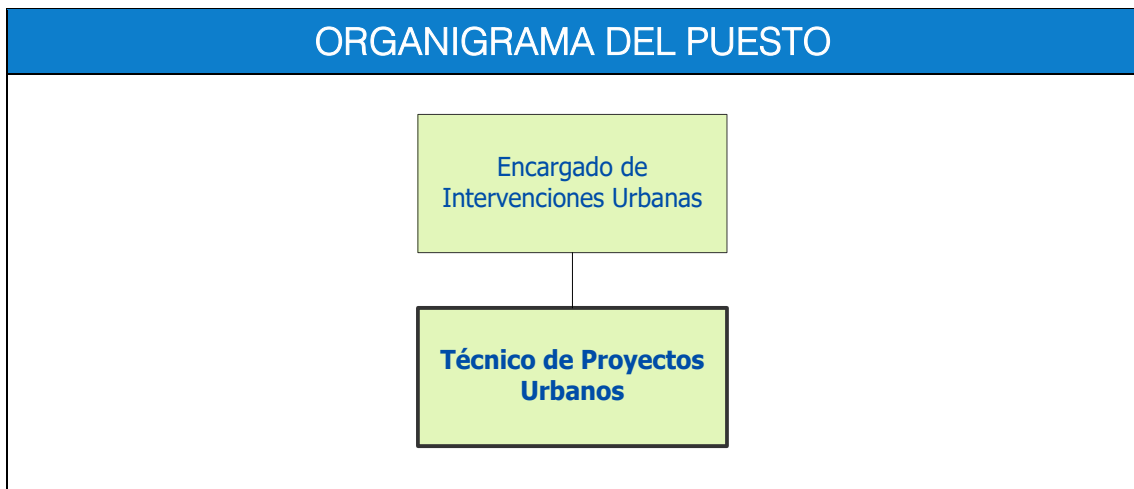 ORGANIGRAMA DEL PUESTO
Encargado de
Intervenciones Urbanas
Técnico de Proyectos
Urbanos